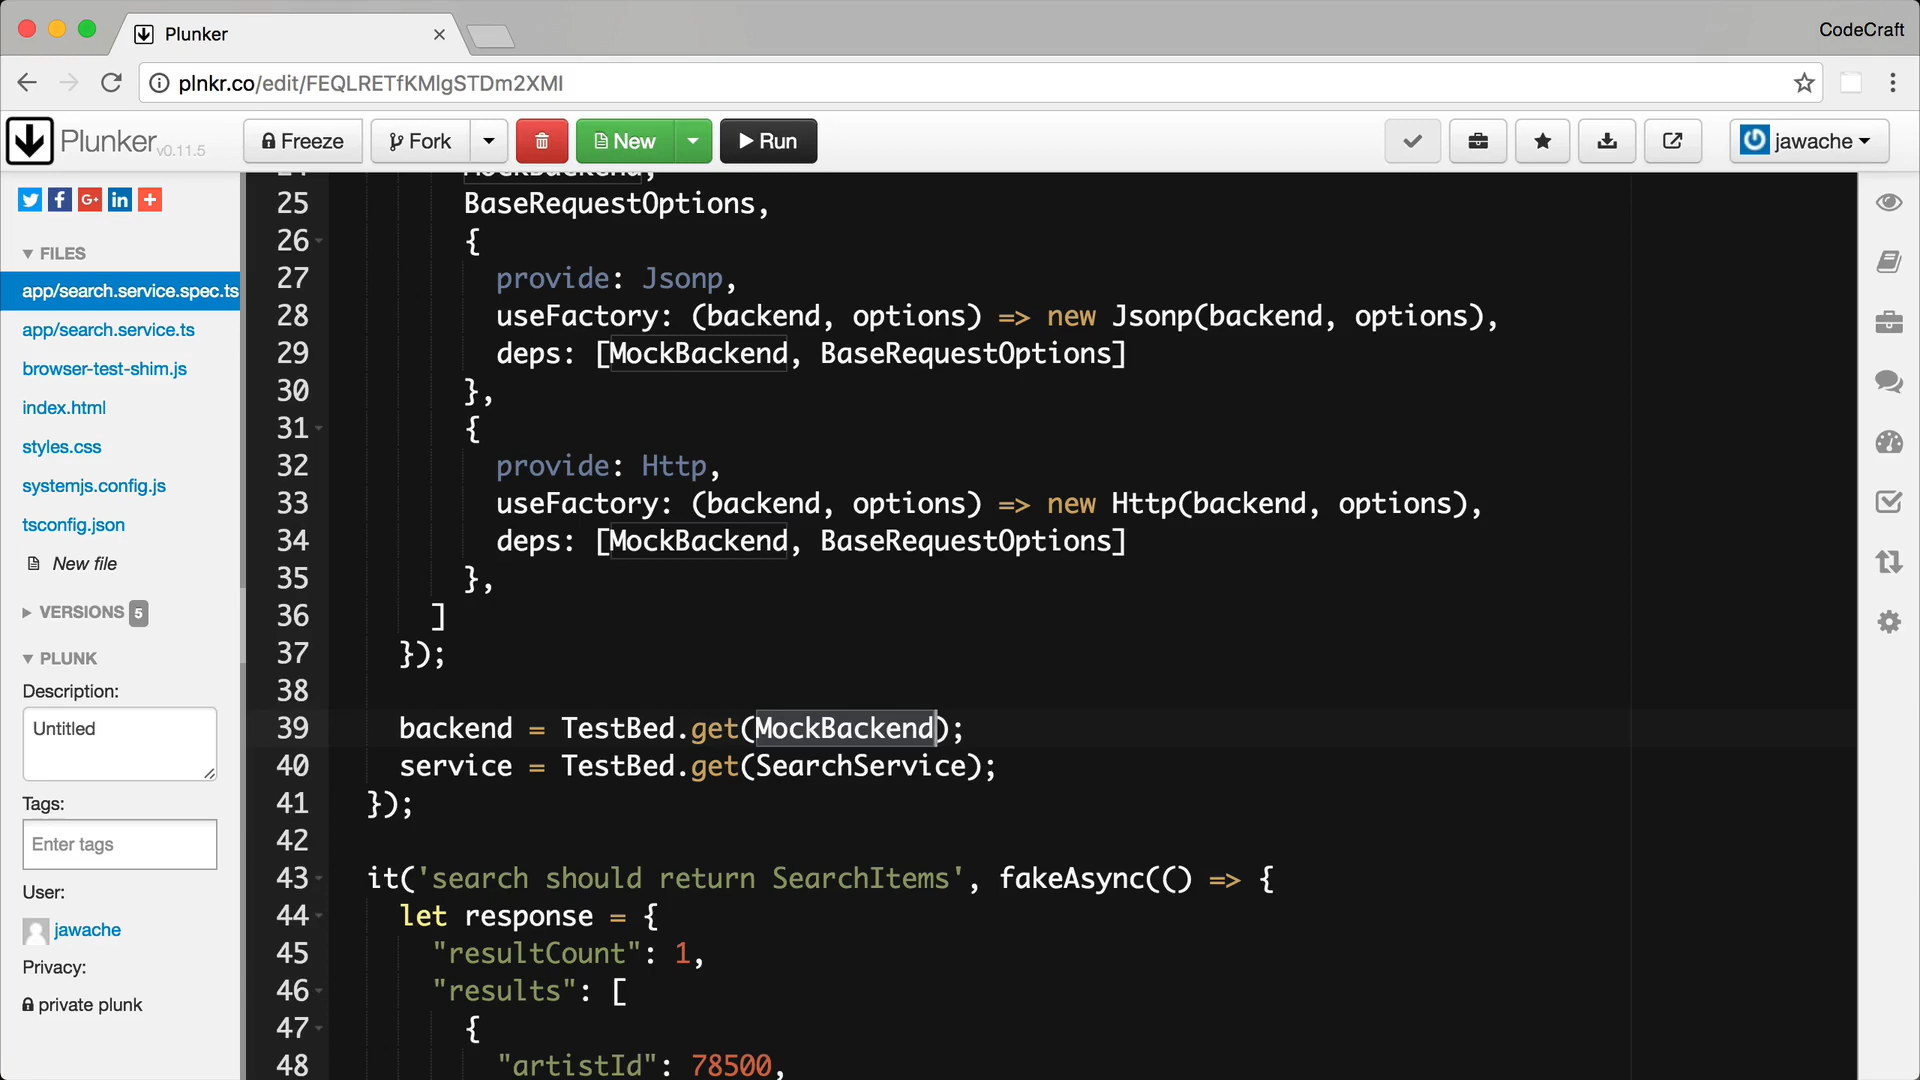 Plunker
CodeCraft
plnkr.co/edit/FEQLRETfKMlgSTDm2XMI
Plunker v0.11.5
Freeze
Fork
New
Run
jawache
FILES
app/search.service.spec.ts
app/search.service.ts
browser-test-shim.js
index.html
styles.css
systemjs.config.js
tsconfig.json
New file
VERSIONS 5
PLUNK
Description:
Untitled
Tags:
Enter tags
User:
jawache
Privacy:
private plunk
24 MockBackend,
25 BaseRequestOptions,
26 {
27 provide: Jsonp,
28 useFactory: (backend, options) => new Jsonp(backend, options),
29 deps: [MockBackend, BaseRequestOptions]
30 },
31 {
32 provide: Http,
33 useFactory: (backend, options) => new Http(backend, options),
34 deps: [MockBackend, BaseRequestOptions]
35 },
36 ]
37 });
38
39 backend = TestBed.get(MockBackend);
40 service = TestBed.get(SearchService);
41 });
42
43 it('search should return SearchItems', fakeAsync(() => {
44 let response = {
45 "resultCount": 1,
46 "results": [
47 {
48 "artistId": 78500,